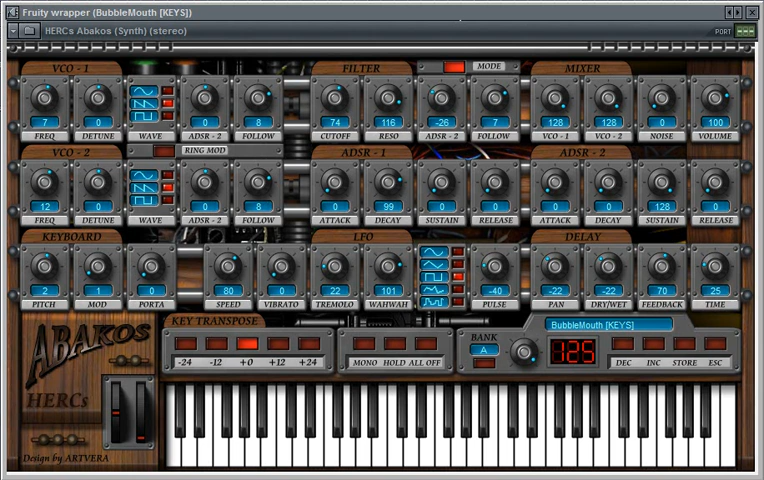 Fruity wrapper (BubbleMouth [KEYS])
HERCs Abakos (Synth) (stereo) PORT ---
VCO - 1 FILTER MODE MIXER
7 0 0 8 74 116 -26 7 128 128 0 100
FREQ DETUNE WAVE ADSR - 2 FOLLOW CUTOFF RESO ADSR - 2 FOLLOW VCO - 1 VCO - 2 NOISE VOLUME
VCO - 2 RING MOD ADSR - 1 ADSR - 2
12 0 0 8 0 99 0 0 0 0 128 0
FREQ DETUNE WAVE ADSR - 2 FOLLOW ATTACK DECAY SUSTAIN RELEASE ATTACK DECAY SUSTAIN RELEASE
KEYBOARD LFO DELAY
2 1 0 80 0 22 101 -40 -22 -22 70 25
PITCH MOD PORTA SPEED VIBRATO TREMOLO WAHWAH PULSE PAN DRY/WET FEEDBACK TIME
ABAKOS
HERCs
KEY TRANSPOSE
-24 -12 +0 +12 +24
MONO HOLD ALL OFF
BANK
A
BubbleMouth [KEYS]
125
DEC INC STORE ESC
Design by ARTVERA